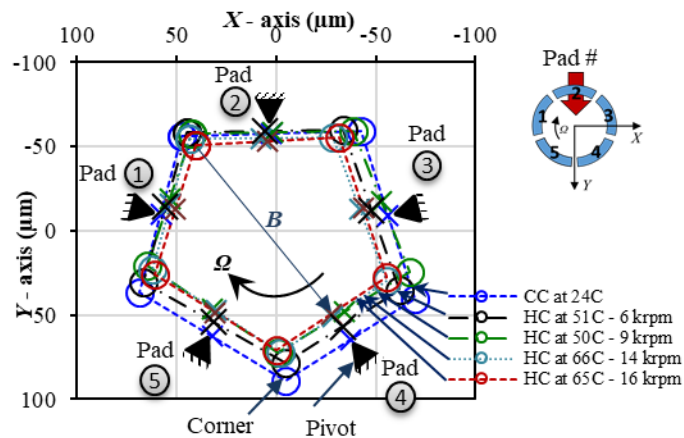 X - axis (µm)
100 50 0 -50 -100
-100
-50
0
50
100
Y - axis (µm)
Pad
2
Pad
3
Pad
1
B
Ω
Pad
5
Pad
4
Corner
Pivot
CC at 24C
HC at 51C - 6 krpm
HC at 50C - 9 krpm
HC at 66C - 14 krpm
HC at 65C - 16 krpm
Pad #
2
1
3
Ω
X
5
4
Y